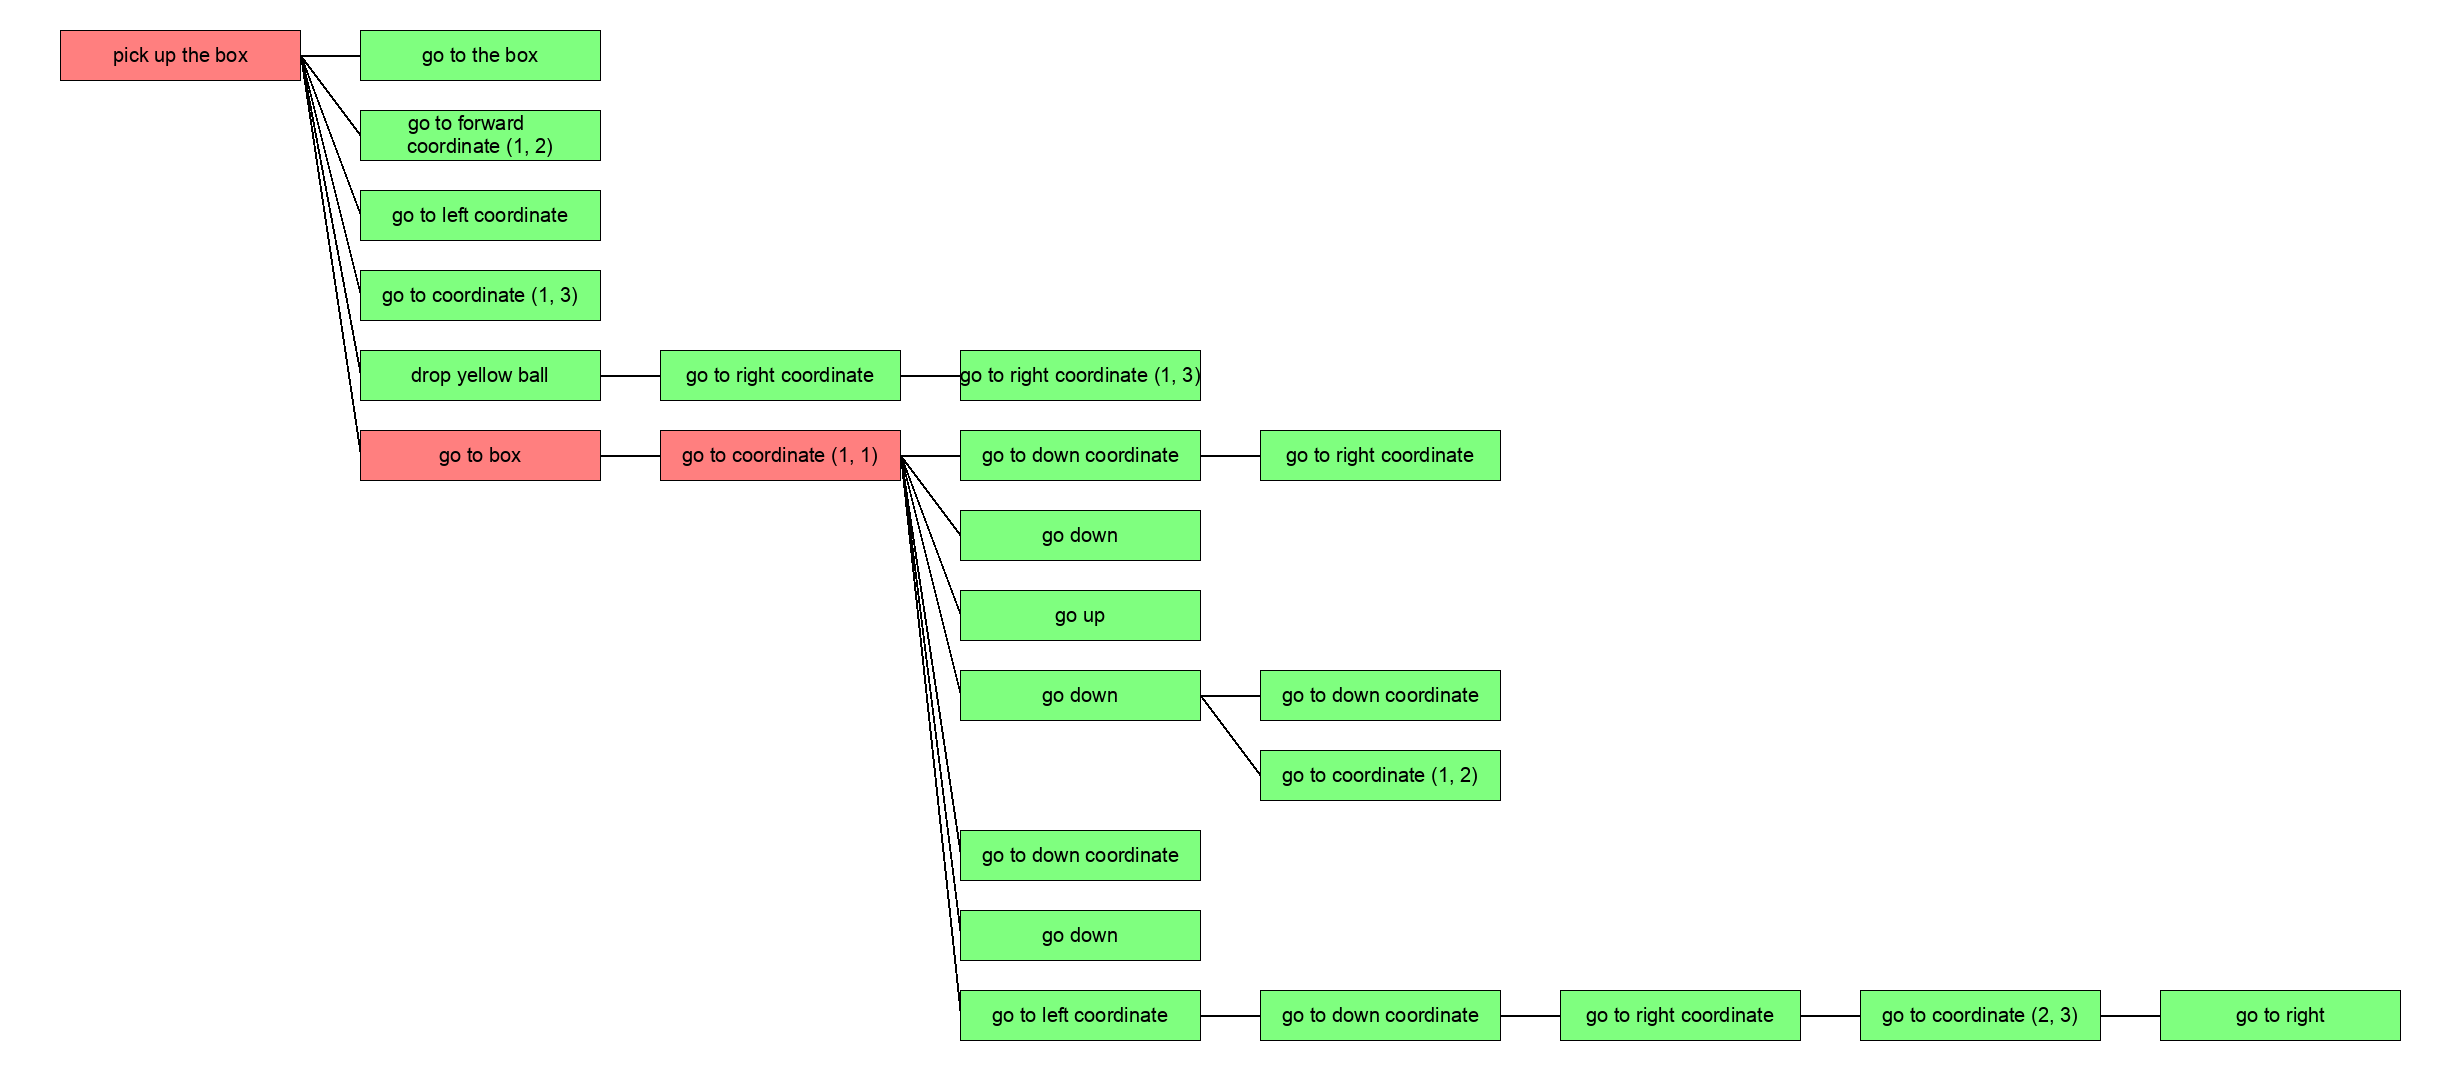 pick up the box
go to the box
go to forward
coordinate (1, 2)
go to left coordinate
go to coordinate (1, 3)
drop yellow ball
go to right coordinate
go to right coordinate (1, 3)
go to box
go to coordinate (1, 1)
go to down coordinate
go to right coordinate
go down
go up
go down
go to down coordinate
go to coordinate (1, 2)
go to down coordinate
go down
go to left coordinate
go to down coordinate
go to right coordinate
go to coordinate (2, 3)
go to right